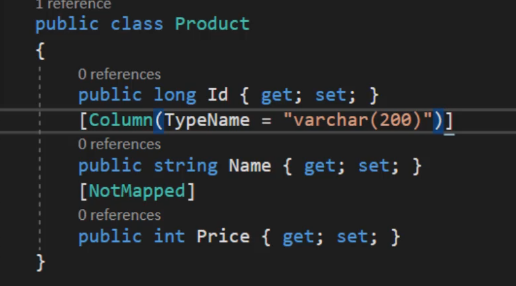 1 reference
public class Product
{
0 references
public long Id { get; set; }
[Column(TypeName = "varchar(200)")]
0 references
public string Name { get; set; }
[NotMapped]
0 references
public int Price { get; set; }
}